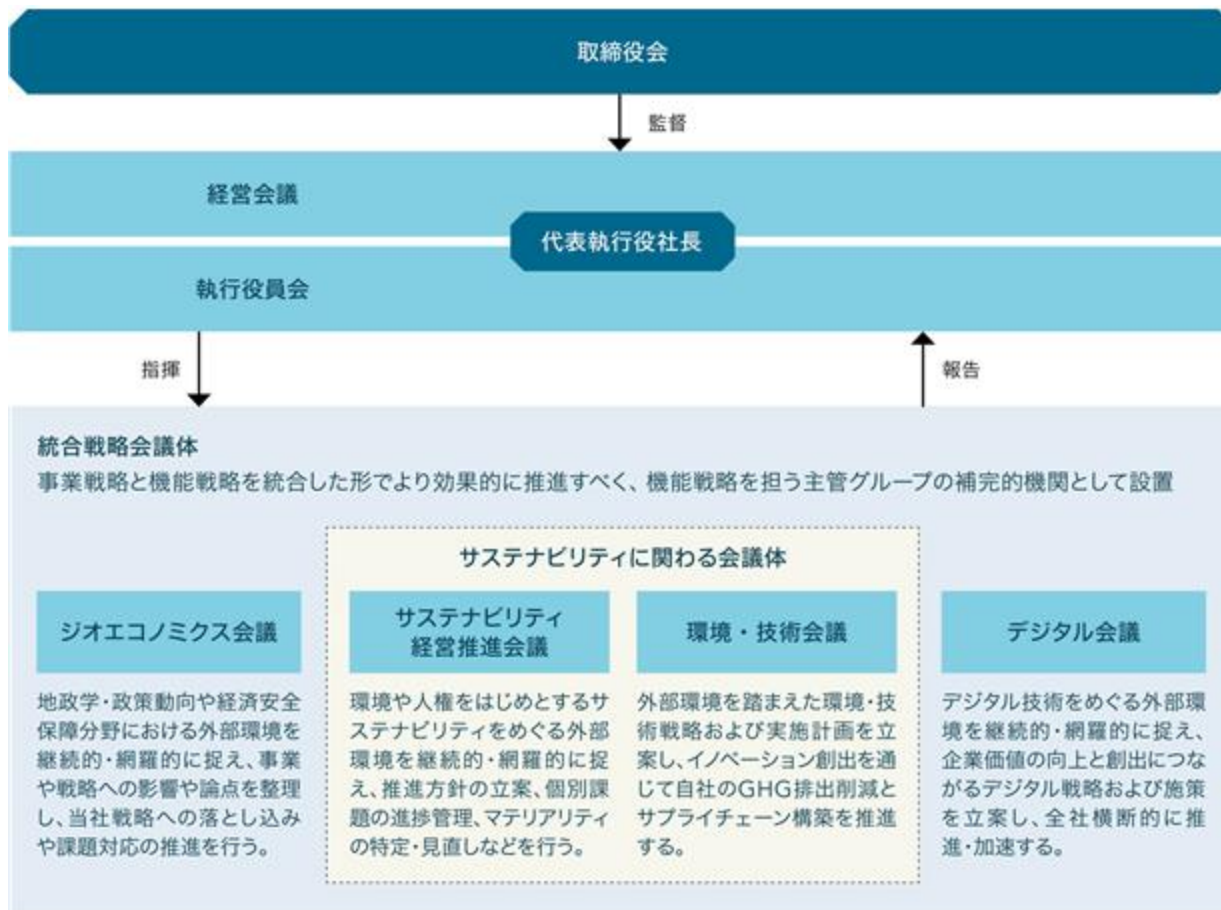 取締役会
監督
経営会議
代表執行役社長
執行役員会
指揮
報告
統合戦略会議体
事業戦略と機能戦略を統合した形でより効果的に推進すべく、機能戦略を担う主管グループの補完的機関として設置
サステナビリティに関わる会議体
ジオエコノミクス会議
地政学・政策動向や経済安全
保障分野における外部環境を
継続的・網羅的に捉え、事業
や戦略への影響や論点を整理
し、当社戦略への落とし込み
や課題対応の推進を行う。
サステナビリティ
経営推進会議
環境や人権をはじめとするサ
ステナビリティをめぐる外部
環境を継続的・網羅的に捉
え、推進方針の立案、個別課
題の進捗管理、マテリアリティ
の特定・見直しなどを行う。
環境・技術会議
外部環境を踏まえた環境・技
術戦略および実施計画を立
案し、イノベーション創出を通
じて自社のGHG排出削減と
サプライチェーン構築を推進
する。
デジタル会議
デジタル技術をめぐる外部環
境を継続的・網羅的に捉え、
企業価値の向上と創出につな
がるデジタル戦略および施策
を立案し、全社横断的に推
進・加速する。